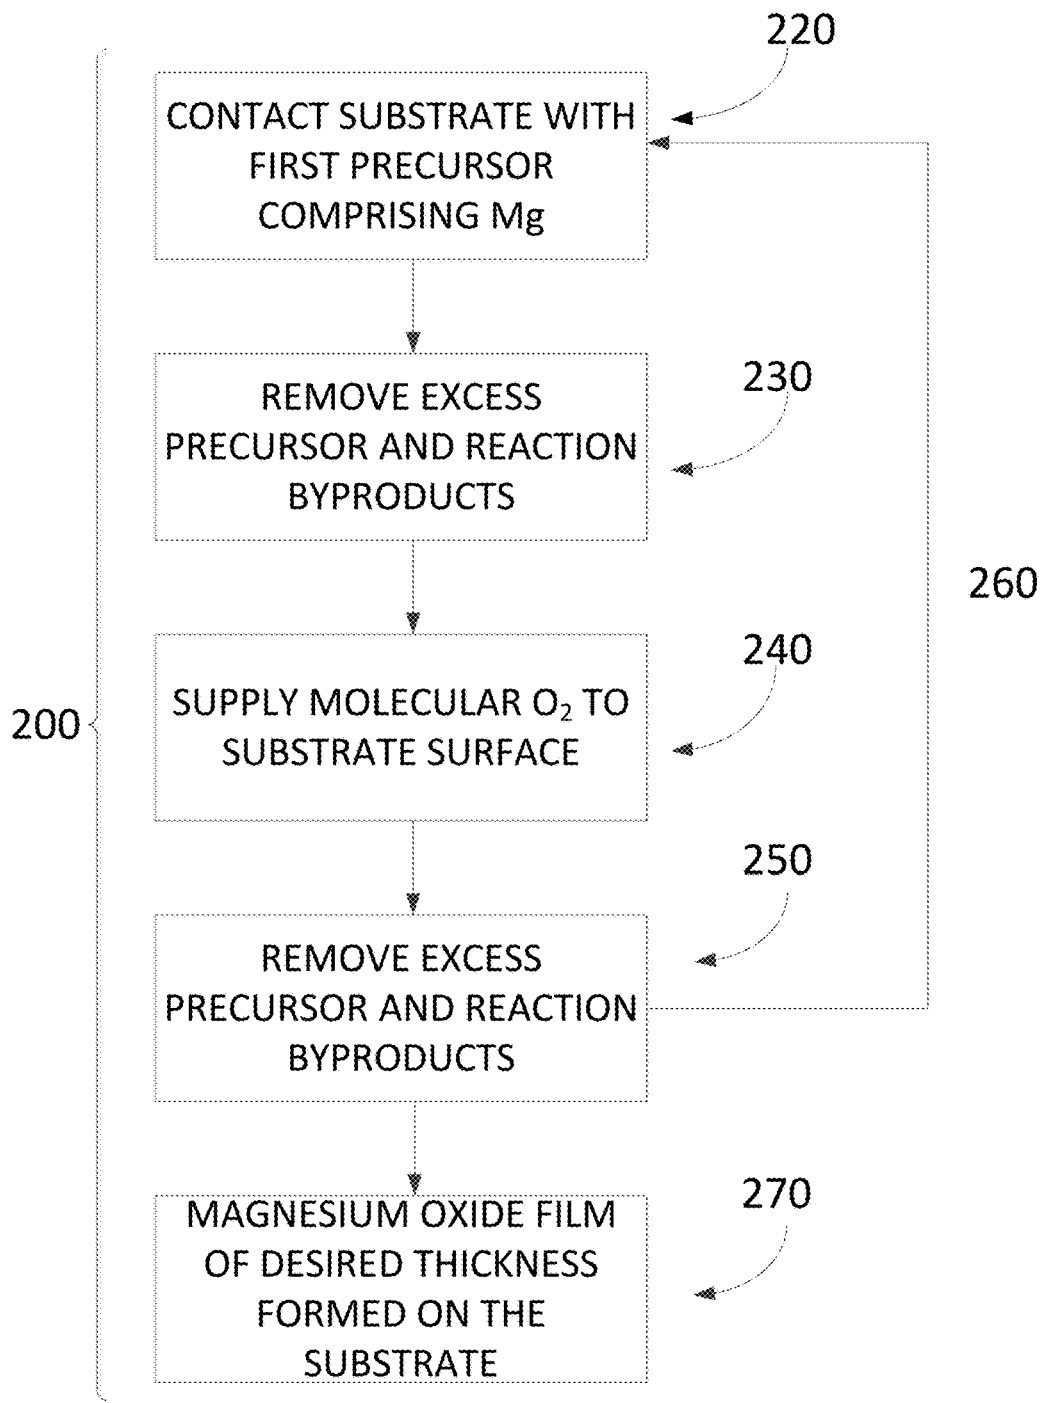 220
CONTACT SUBSTRATE WITH
FIRST PRECURSOR
COMPRISING Mg
230
REMOVE EXCESS
PRECURSOR AND REACTION
BYPRODUCTS
260
240
SUPPLY MOLECULAR O₂ TO
SUBSTRATE SURFACE
200
250
REMOVE EXCESS
PRECURSOR AND REACTION
BYPRODUCTS
270
MAGNESIUM OXIDE FILM
OF DESIRED THICKNESS
FORMED ON THE
SUBSTRATE